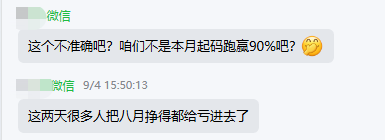 微信
这个不准确吧？咱们不是本月起码跑赢90%吧？
微信 9/4 15:50:13
这两天很多人把八月挣得都给亏进去了